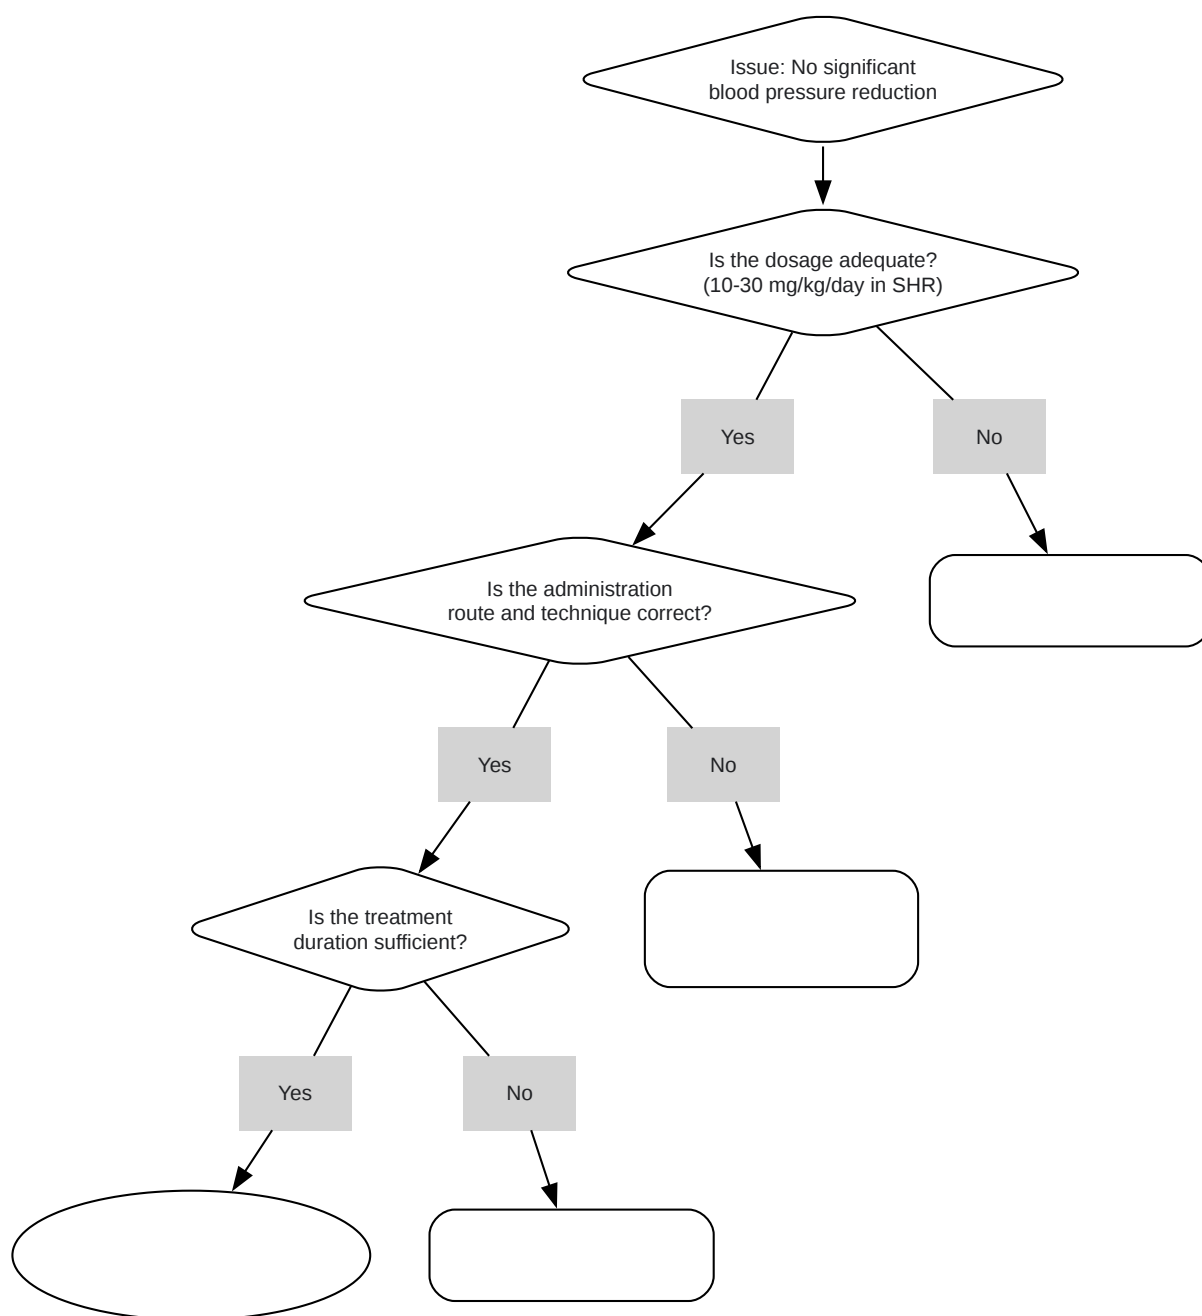 Issue: No significant
blood pressure reduction
Is the dosage adequate?
(10-30 mg/kg/day in SHR)
Yes
No
Is the administration
route and technique correct?
Yes
No
Is the treatment
duration sufficient?
Yes
No